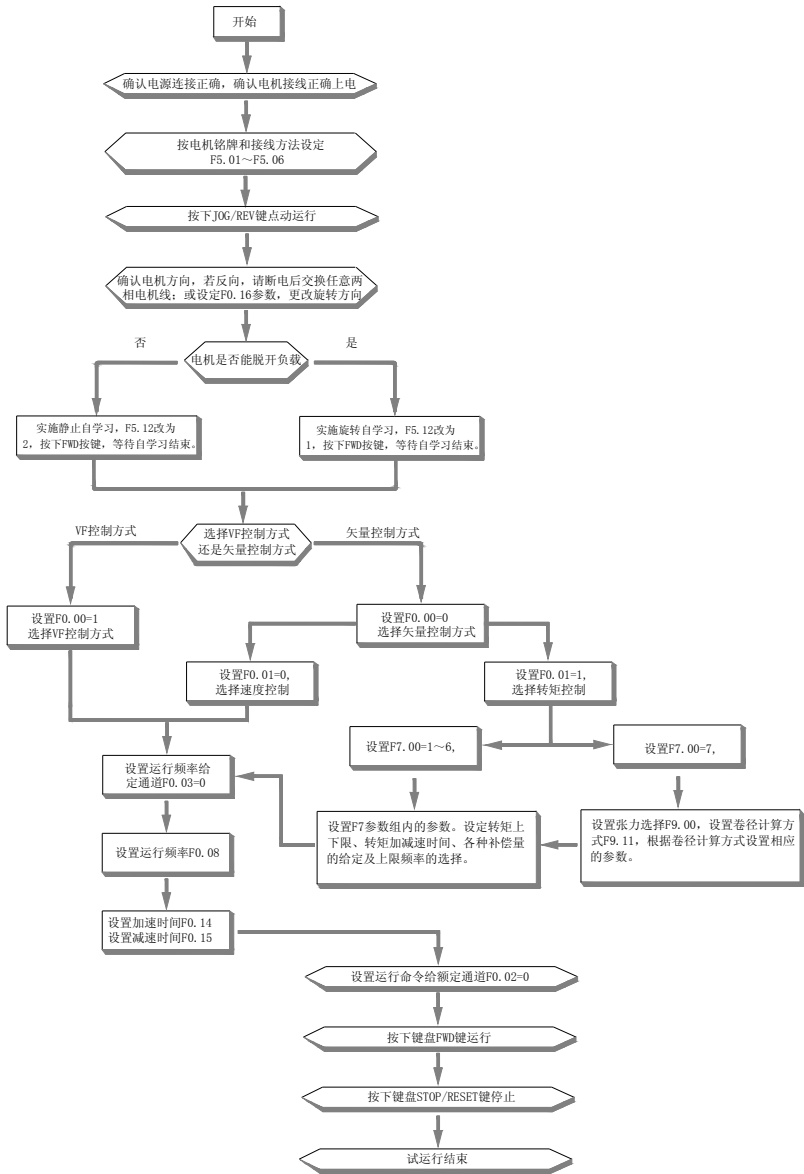 开始
确认电源连接正确, 确认电机接线正确上电
按电机铭牌和接线方法设定
F5.01～F5.06
按下JOG/REV键点动运行
确认电机方向, 若反向, 请断电后交换任意两
相电机线; 或设定F0.16参数, 更改旋转方向
否
是
电机是否能脱开负载
实施静止自学习, F5.12改为
2, 按下FWD按键, 等待自学习结束。
实施旋转自学习, F5.12改为
1, 按下FWD按键, 等待自学习结束。
VF控制方式
选择VF控制方式
还是矢量控制方式
矢量控制方式
设置F0.00=1
选择VF控制方式
设置F0.00=0
选择矢量控制方式
设置F0.01=0,
选择速度控制
设置F0.01=1,
选择转矩控制
设置F7.00=1～6,
设置F7.00=7,
设置运行频率给
定通道F0.03=0
设置F7参数组内的参数。设定转矩上
下限、转矩加减速时间、各种补偿量
的给定及上限频率的选择。
设置张力选择F9.00, 设置卷径计算方
式F9.11, 根据卷径计算方式设置相应
的参数。
设置运行频率F0.08
设置加速时间F0.14
设置减速时间F0.15
设置运行命令给额定通道F0.02=0
按下键盘FWD键运行
按下键盘STOP/RESET键停止
试运行结束